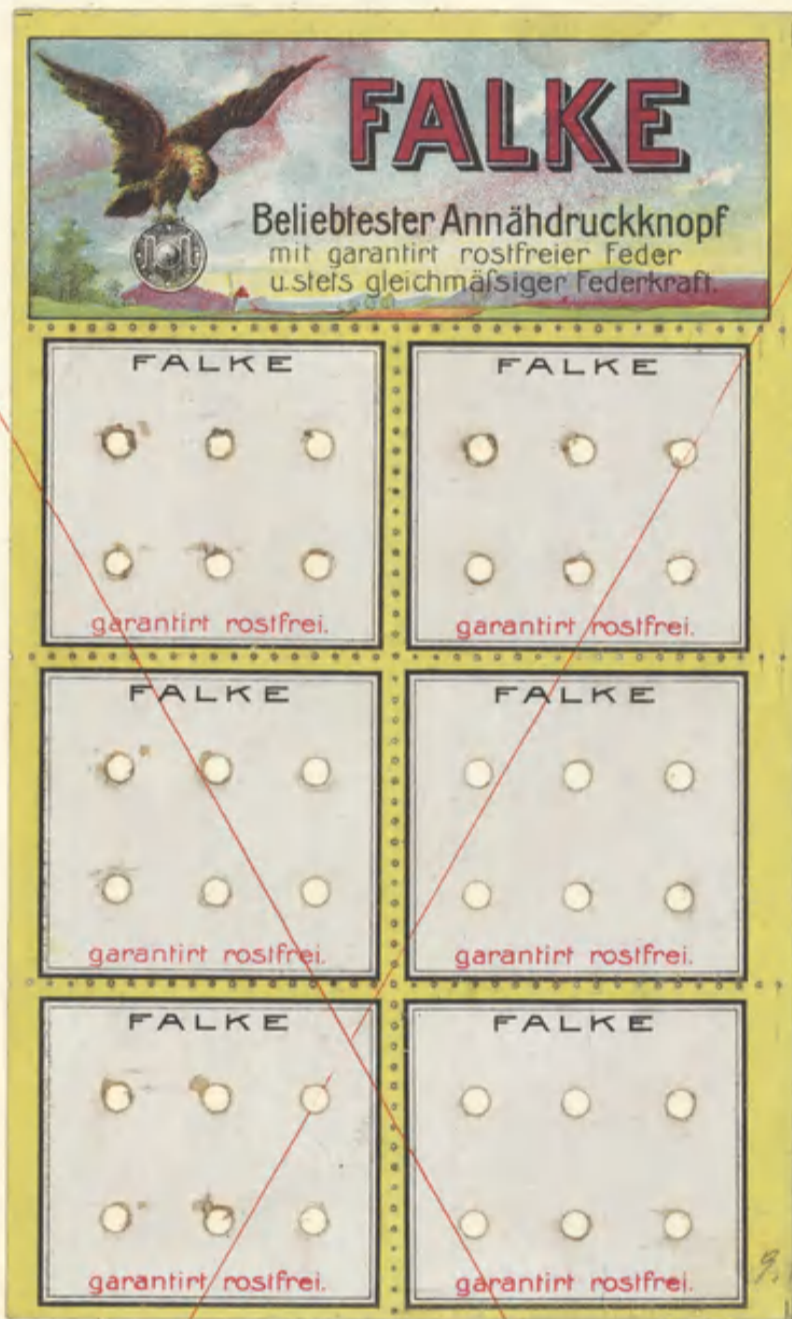 FALKE
Beliebtester Annähdruckknopf
mit garantirt rostfreier Feder
u. stets gleichmäßiger Federkraft.
FALKE
FALKE
garantirt rostfrei.
garantirt rostfrei.
FALKE
FALKE
garantirt rostfrei.
garantirt rostfrei.
FALKE
FALKE
garantirt rostfrei.
garantirt rostfrei.